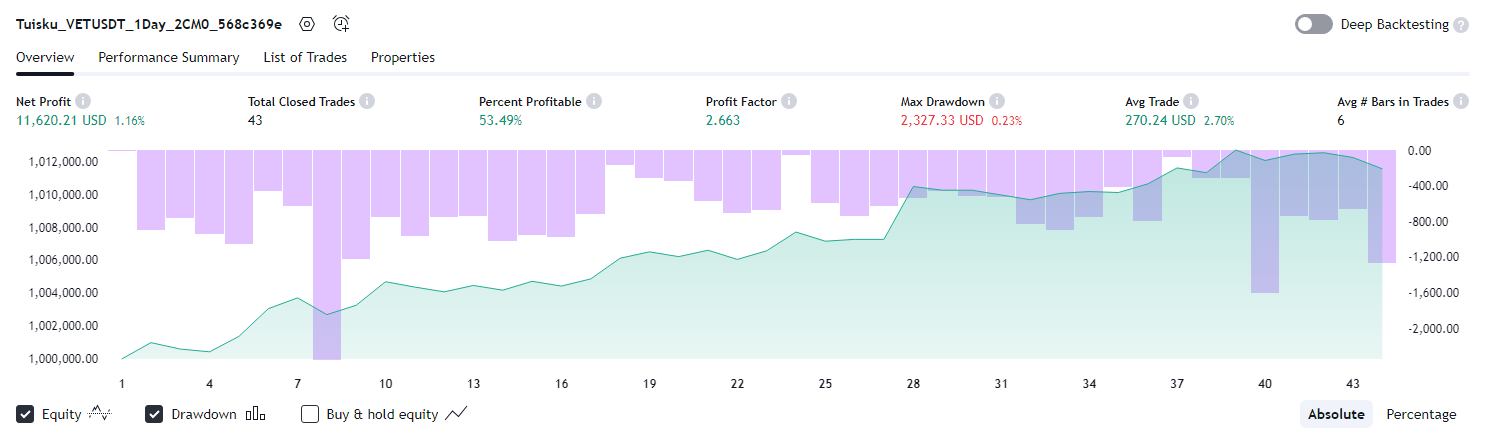 Tuisku_VETUSDT_1Day_2CM0_568c369e Deep Backtesting ?
Overview Performance Summary List of Trades Properties
Net Profit Total Closed Trades Percent Profitable Profit Factor Max Drawdown Avg Trade Avg # Bars in Trades
11,620.21 USD 1.16% 43 53.49% 2.663 2,327.33 USD 0.23% 270.24 USD 2.70% 6
1,012,000.00 0.00
1,010,000.00 -400.00
1,008,000.00 -800.00
1,006,000.00 -1,200.00
1,004,000.00 -1,600.00
1,002,000.00 -2,000.00
1,000,000.00
1 4 7 10 13 16 19 22 25 28 31 34 37 40 43
Equity Drawdown Buy & hold equity Absolute Percentage